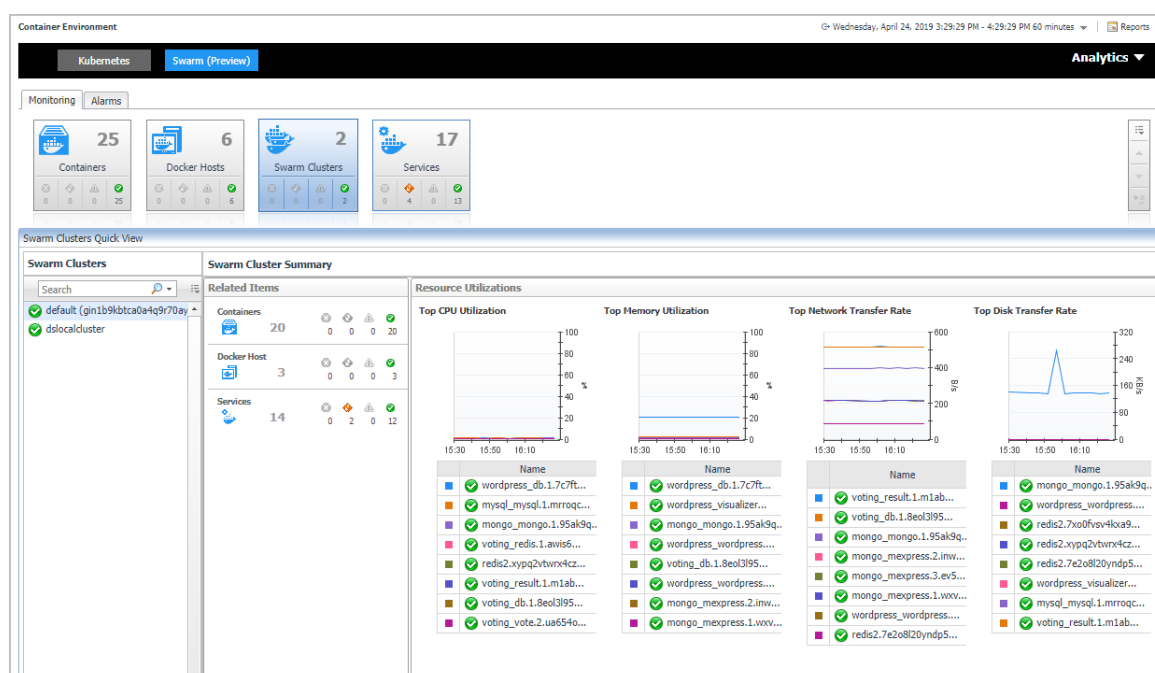 Container Environment
Wednesday, April 24, 2019 3:29:29 PM - 4:29:29 PM 60 minutes | Reports
Kubernetes Swarm (Preview) Analytics
Monitoring Alarms
25 6 2 17
Containers Docker Hosts Swarm Clusters Services
0 0 0 25 0 0 0 6 0 0 0 2 0 4 0 13
Swarm Clusters Quick View
Swarm Clusters
Search
default (gin1b9kbtca0a4q9r70ay
dslocalcluster
Swarm Cluster Summary
Related Items
Containers
20 0 0 0 20
Docker Host
3 0 0 0 3
Services
14 0 2 0 12
Resource Utilizations
Top CPU Utilization
100
80
60
%
40
20
0
15:30 15:50 16:10
Name
wordpress_db.1.7c7ft...
mysql_mysql.1.mrroqc...
mongo_mongo.1.95ak9q..
voting_redis.1.awis6...
redis2.xypq2vtwrx4cz...
voting_result.1.m1ab...
voting_db.1.8eol3l95...
voting_vote.2.ua654o...
Top Memory Utilization
100
80
60
%
40
20
0
15:30 15:50 16:10
Name
wordpress_db.1.7c7ft...
wordpress_visualizer...
mongo_mongo.1.95ak9q..
wordpress_wordpress....
voting_db.1.8eol3l95...
wordpress_wordpress....
mongo_mexpress.2.inw...
mongo_mexpress.1.wxv...
Top Network Transfer Rate
600
400
B/s
200
0
15:30 15:50 16:10
Name
voting_result.1.m1ab...
voting_db.1.8eol3l95...
mongo_mongo.1.95ak9q..
mongo_mexpress.2.inw...
mongo_mexpress.3.ev5...
mongo_mexpress.1.wxv...
wordpress_wordpress....
redis2.7e2o8l20yndp5...
Top Disk Transfer Rate
320
240
160
KB/s
80
0
15:30 15:50 16:10
Name
mongo_mongo.1.95ak9q..
wordpress_wordpress....
redis2.7xo0fvsv4kxa9...
redis2.xypq2vtwrx4cz...
redis2.7e2o8l20yndp5...
wordpress_visualizer...
mysql_mysql.1.mrroqc...
voting_result.1.m1ab...